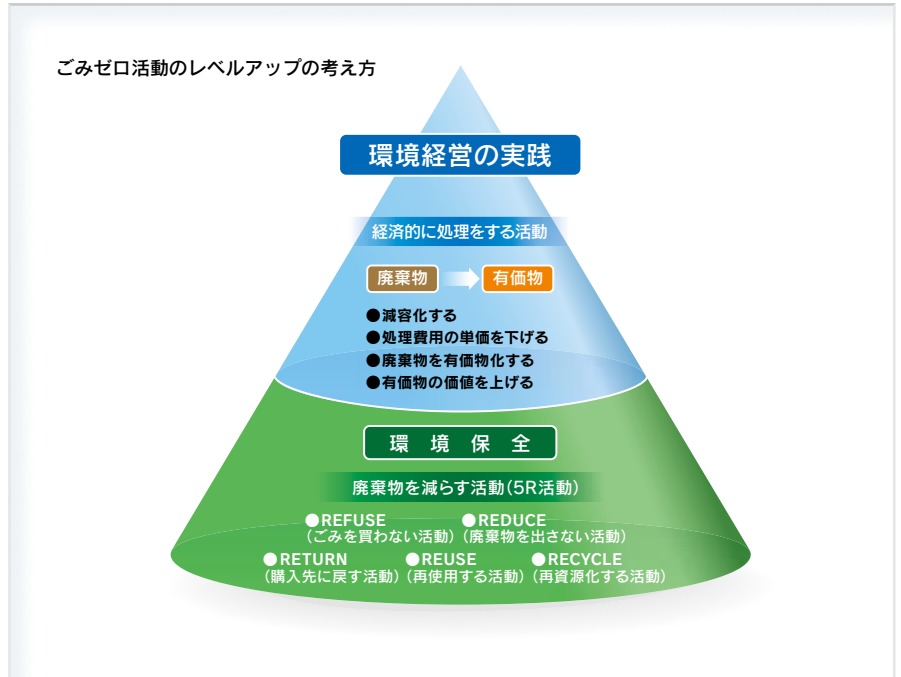 ごみゼロ活動のレベルアップの考え方
環境経営の実践
経済的に処理をする活動
廃棄物 有価物
●減容化する
●処理費用の単価を下げる
●廃棄物を有価物化する
●有価物の価値を上げる
環境保全
廃棄物を減らす活動(5R活動)
●REFUSE ●REDUCE
(ごみを買わない活動) (廃棄物を出さない活動)
●RETURN ●REUSE ●RECYCLE
(購入先に戻す活動) (再使用する活動) (再資源化する活動)